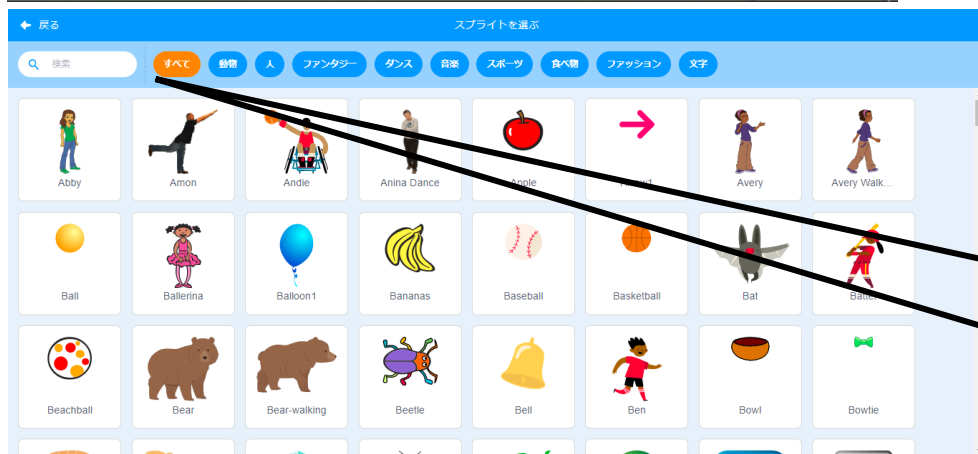 戻る
スプライトを選ぶ
検索
すべて 動物 人 ファンタジー ダンス 音楽 スポーツ 食べ物 ファッション 文字
Abby Amon Andie Anina Dance Apple Arrow1 Avery Avery Walk...
Ball Ballerina Balloon1 Bananas Baseball Basketball Bat Batter
Beachball Bear Bear-walking Beetle Bell Ben Bowl Bowtie